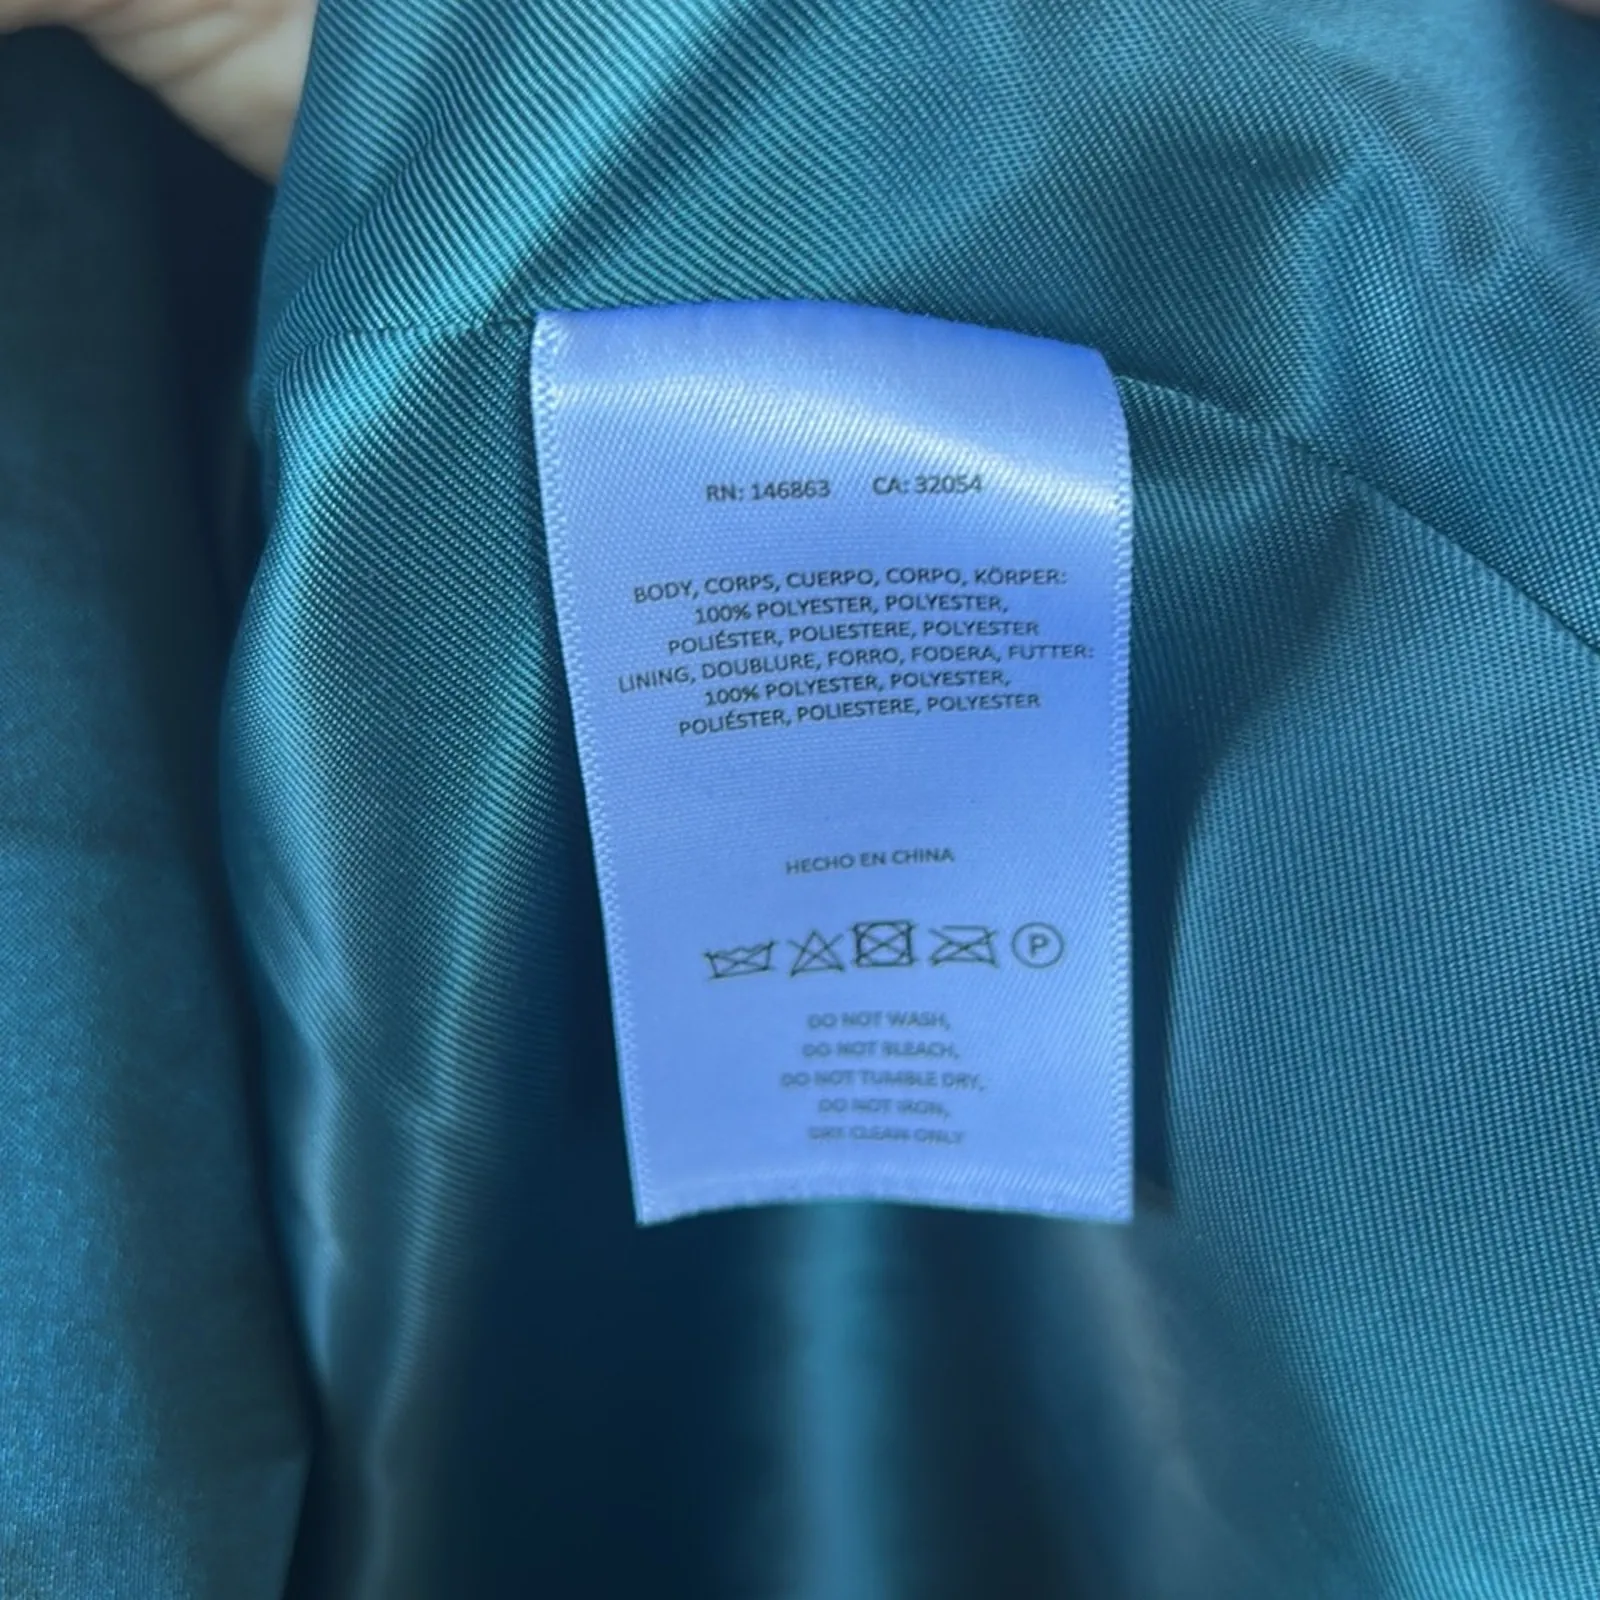 RN: 146863 CA: 32054
BODY, CORPS, CUERPO, CORPO, KÖRPER:
100% POLYESTER, POLYESTER,
POLIÉSTER, POLIESTERE, POLYESTER
LINING, DOUBLURE, FORRO, FODERA, FUTTER:
100% POLYESTER, POLYESTER,
POLIÉSTER, POLIESTERE, POLYESTER
HECHO EN CHINA
P
DO NOT WASH,
DO NOT BLEACH,
DO NOT TUMBLE DRY,
DO NOT IRON,
DRY CLEAN ONLY